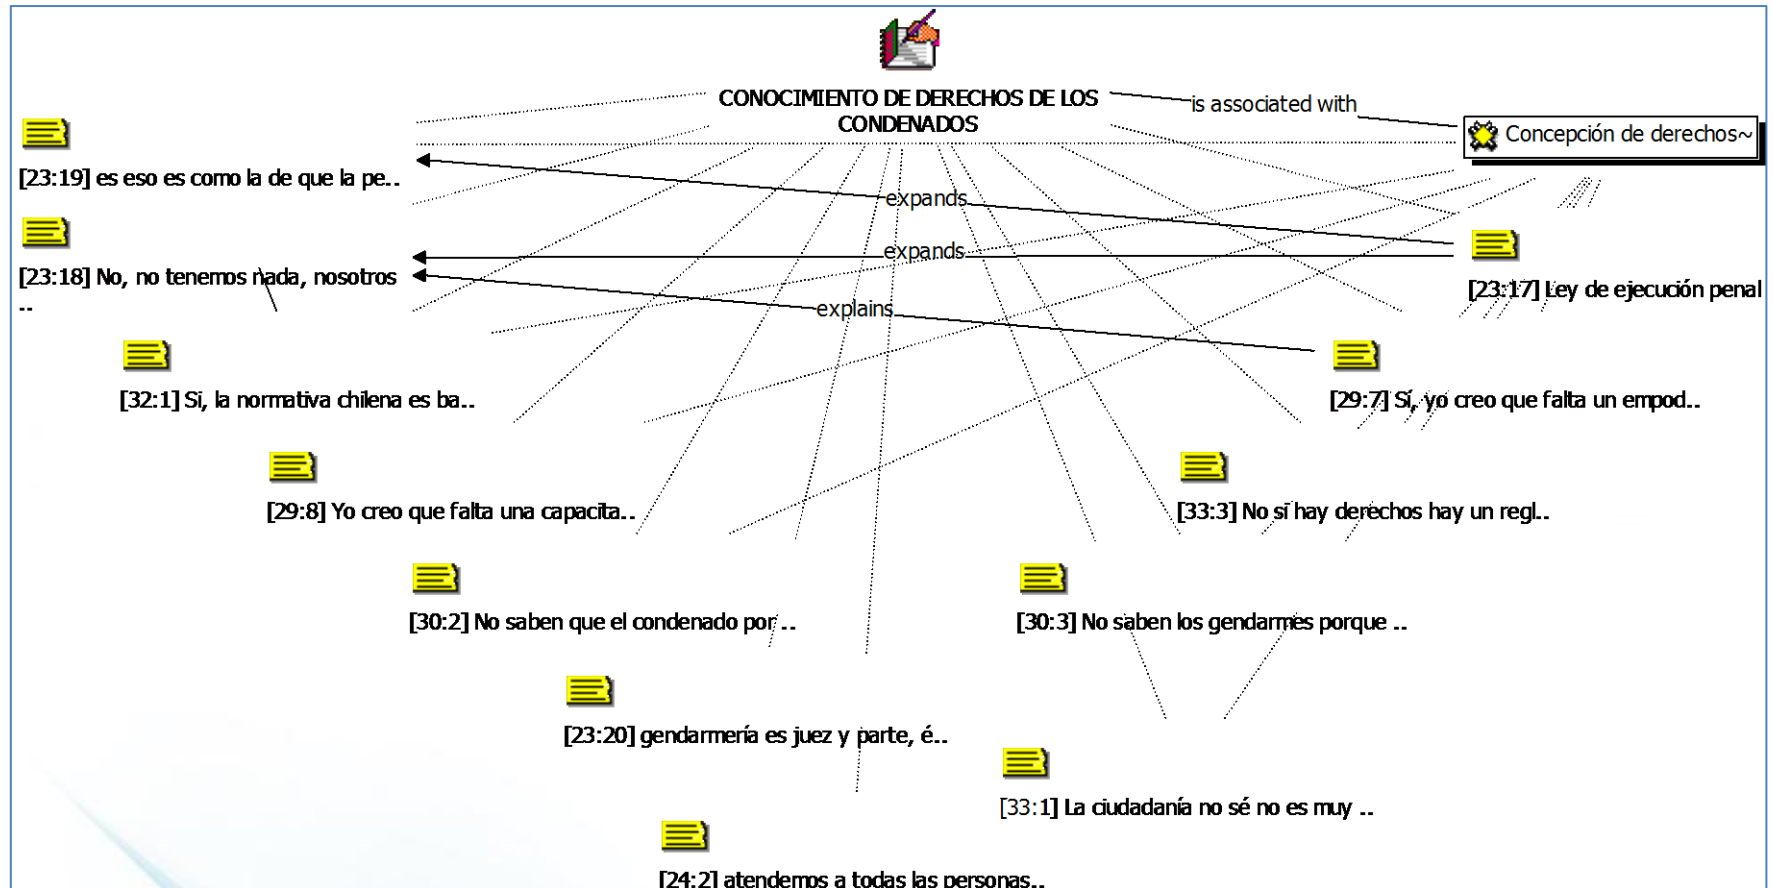 CONOCIMIENTO DE DERECHOS DE LOS
CONDENADOS
is associated with
Concepción de derechos~
[23:19] es eso es como la de que la pe..
expands
[23:18] No, no tenemos nada, nosotros
..
expands
[23:17] Ley de ejecución penal
explains
[32:1] Si, la normativa chilena es ba..
[29:7] Sí, yo creo que falta un empod..
[29:8] Yo creo que falta una capacita..
[33:3] No si hay derechos hay un regl..
[30:2] No saben que el condenado por ..
[30:3] No saben los gendarmes porque ..
[23:20] gendarmería es juez y parte, é..
[33:1] La ciudadanía no sé no es muy ..
[24:2] atendemos a todas las personas..